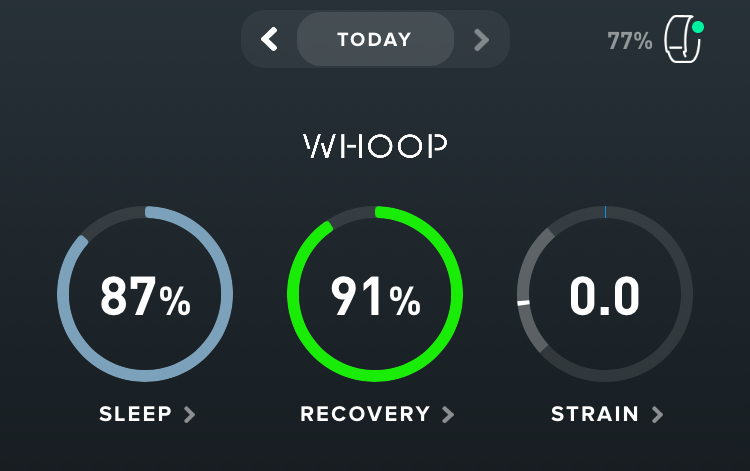 TODAY
77%
WHOOP
87%
91%
0.0
SLEEP
RECOVERY
STRAIN